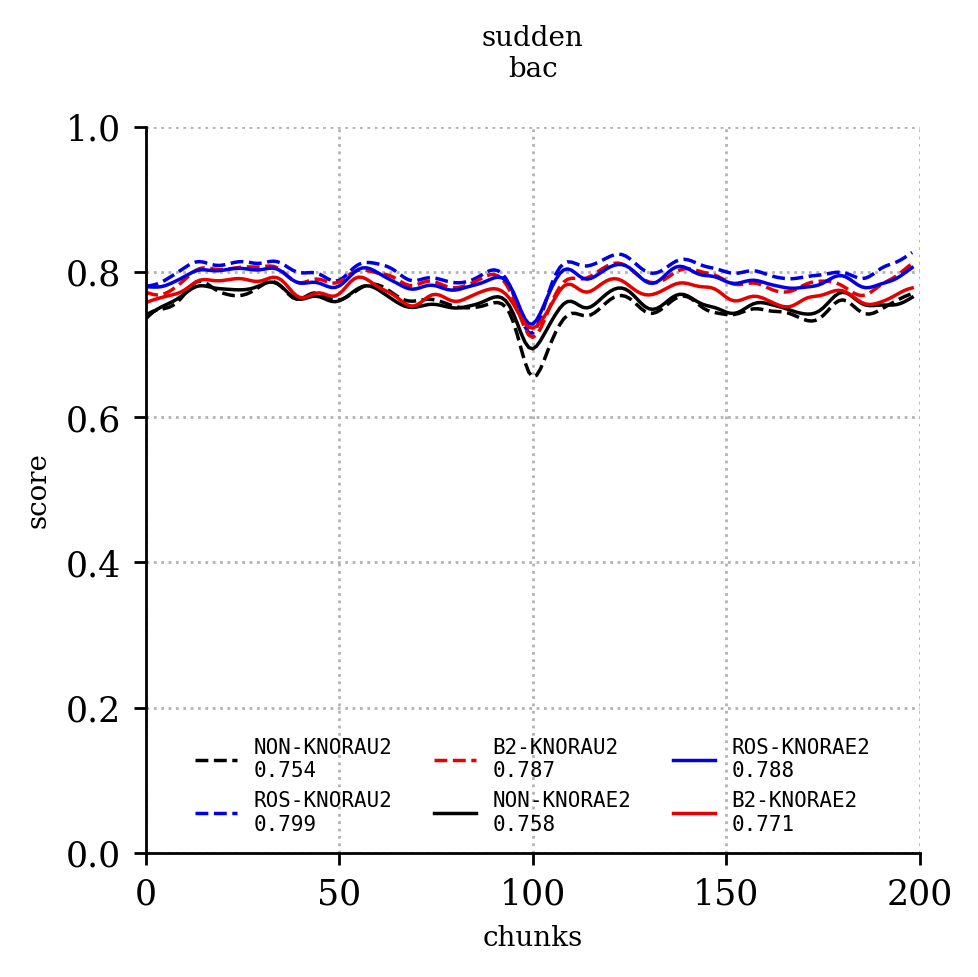 sudden
bac
1.0
0.8
0.6
0.4
0.2
0.0
score
NON-KNORAU2
0.754
ROS-KNORAU2
0.799
B2-KNORAU2
0.787
NON-KNORAE2
0.758
ROS-KNORAE2
0.788
B2-KNORAE2
0.771
0 50 100 150 200
chunks